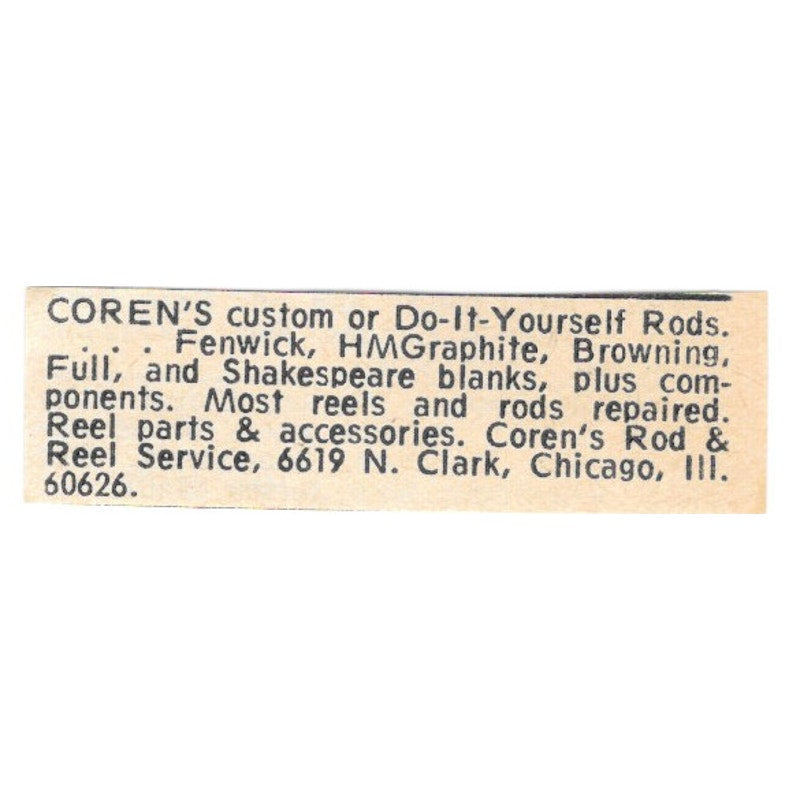 COREN'S custom or Do-It-Yourself Rods.
. . . Fenwick, HMGraphite, Browning,
Full, and Shakespeare blanks, plus com-
ponents. Most reels and rods repaired.
Reel parts & accessories. Coren's Rod &
Reel Service, 6619 N. Clark, Chicago, Ill.
60626.